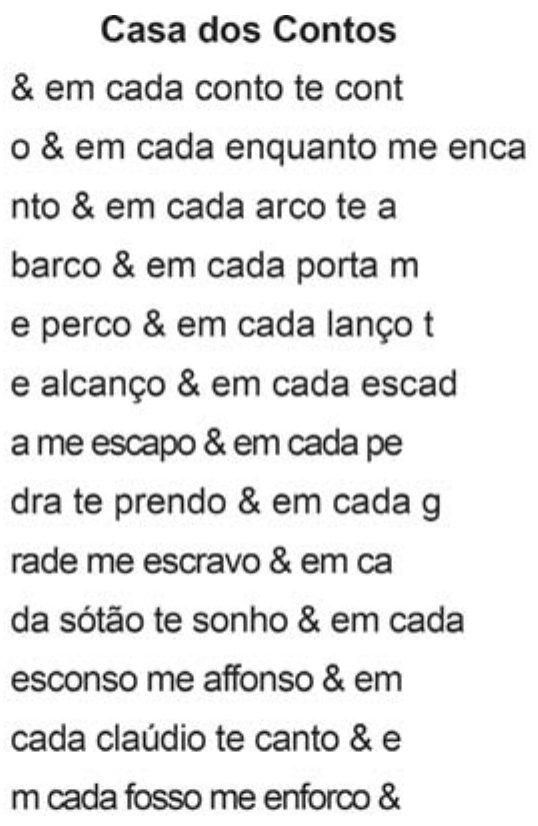 Casa dos Contos
& em cada conto te cont
o & em cada enquanto me enca
nto & em cada arco te a
barco & em cada porta m
e perco & em cada lanço t
e alcanço & em cada escad
a me escapo & em cada pe
dra te prendo & em cada g
rade me escravo & em ca
da sótão te sonho & em cada
esconso me affonso & em
cada claúdio te canto & e
m cada fosso me enforco &